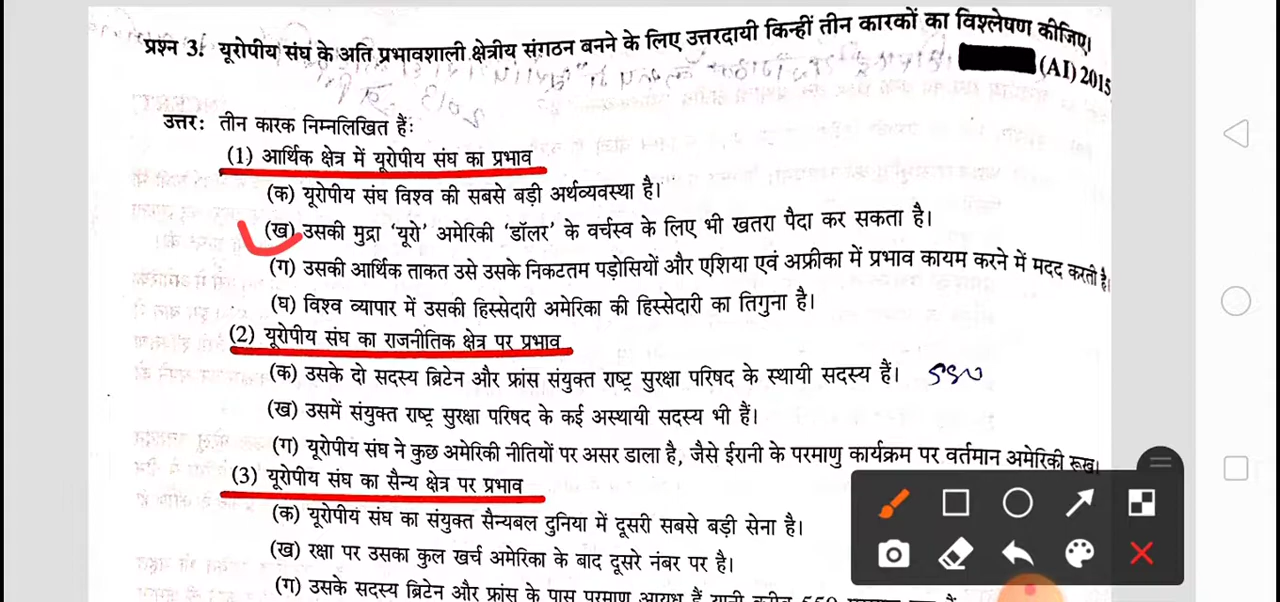 प्रश्न 3. यूरोपीय संघ के अति प्रभावशाली क्षेत्रीय संगठन बनने के लिए उत्तरदायी किन्हीं तीन कारकों का विश्लेषण कीजिए।
(AI) 2015
उत्तरः तीन कारक निम्नलिखित हैं:
(1) आर्थिक क्षेत्र में यूरोपीय संघ का प्रभाव
(क) यूरोपीय संघ विश्व की सबसे बड़ी अर्थव्यवस्था है।
(ख) उसकी मुद्रा ‘यूरो’ अमेरिकी ‘डॉलर’ के वर्चस्व के लिए भी खतरा पैदा कर सकता है।
(ग) उसकी आर्थिक ताकत उसे उसके निकटतम पड़ोसियों और एशिया एवं अफ्रीका में प्रभाव कायम करने में मदद करती है।
(घ) विश्व व्यापार में उसकी हिस्सेदारी अमेरिका की हिस्सेदारी का तिगुना है।
(2) यूरोपीय संघ का राजनीतिक क्षेत्र पर प्रभाव
(क) उसके दो सदस्य ब्रिटेन और फ्रांस संयुक्त राष्ट्र सुरक्षा परिषद के स्थायी सदस्य हैं।
(ख) उसमें संयुक्त राष्ट्र सुरक्षा परिषद के कई अस्थायी सदस्य भी हैं।
(ग) यूरोपीय संघ ने कुछ अमेरिकी नीतियों पर असर डाला है, जैसे ईरानी के परमाणु कार्यक्रम पर वर्तमान अमेरिकी रूख।
(3) यूरोपीय संघ का सैन्य क्षेत्र पर प्रभाव
(क) यूरोपीय संघ का संयुक्त सैन्यबल दुनिया में दूसरी सबसे बड़ी सेना है।
(ख) रक्षा पर उसका कुल खर्च अमेरिका के बाद दूसरे नंबर पर है।
(ग) उसके सदस्य ब्रिटेन और फ्रांस के पास परमाणु आयुध हैं यानी करीब 550